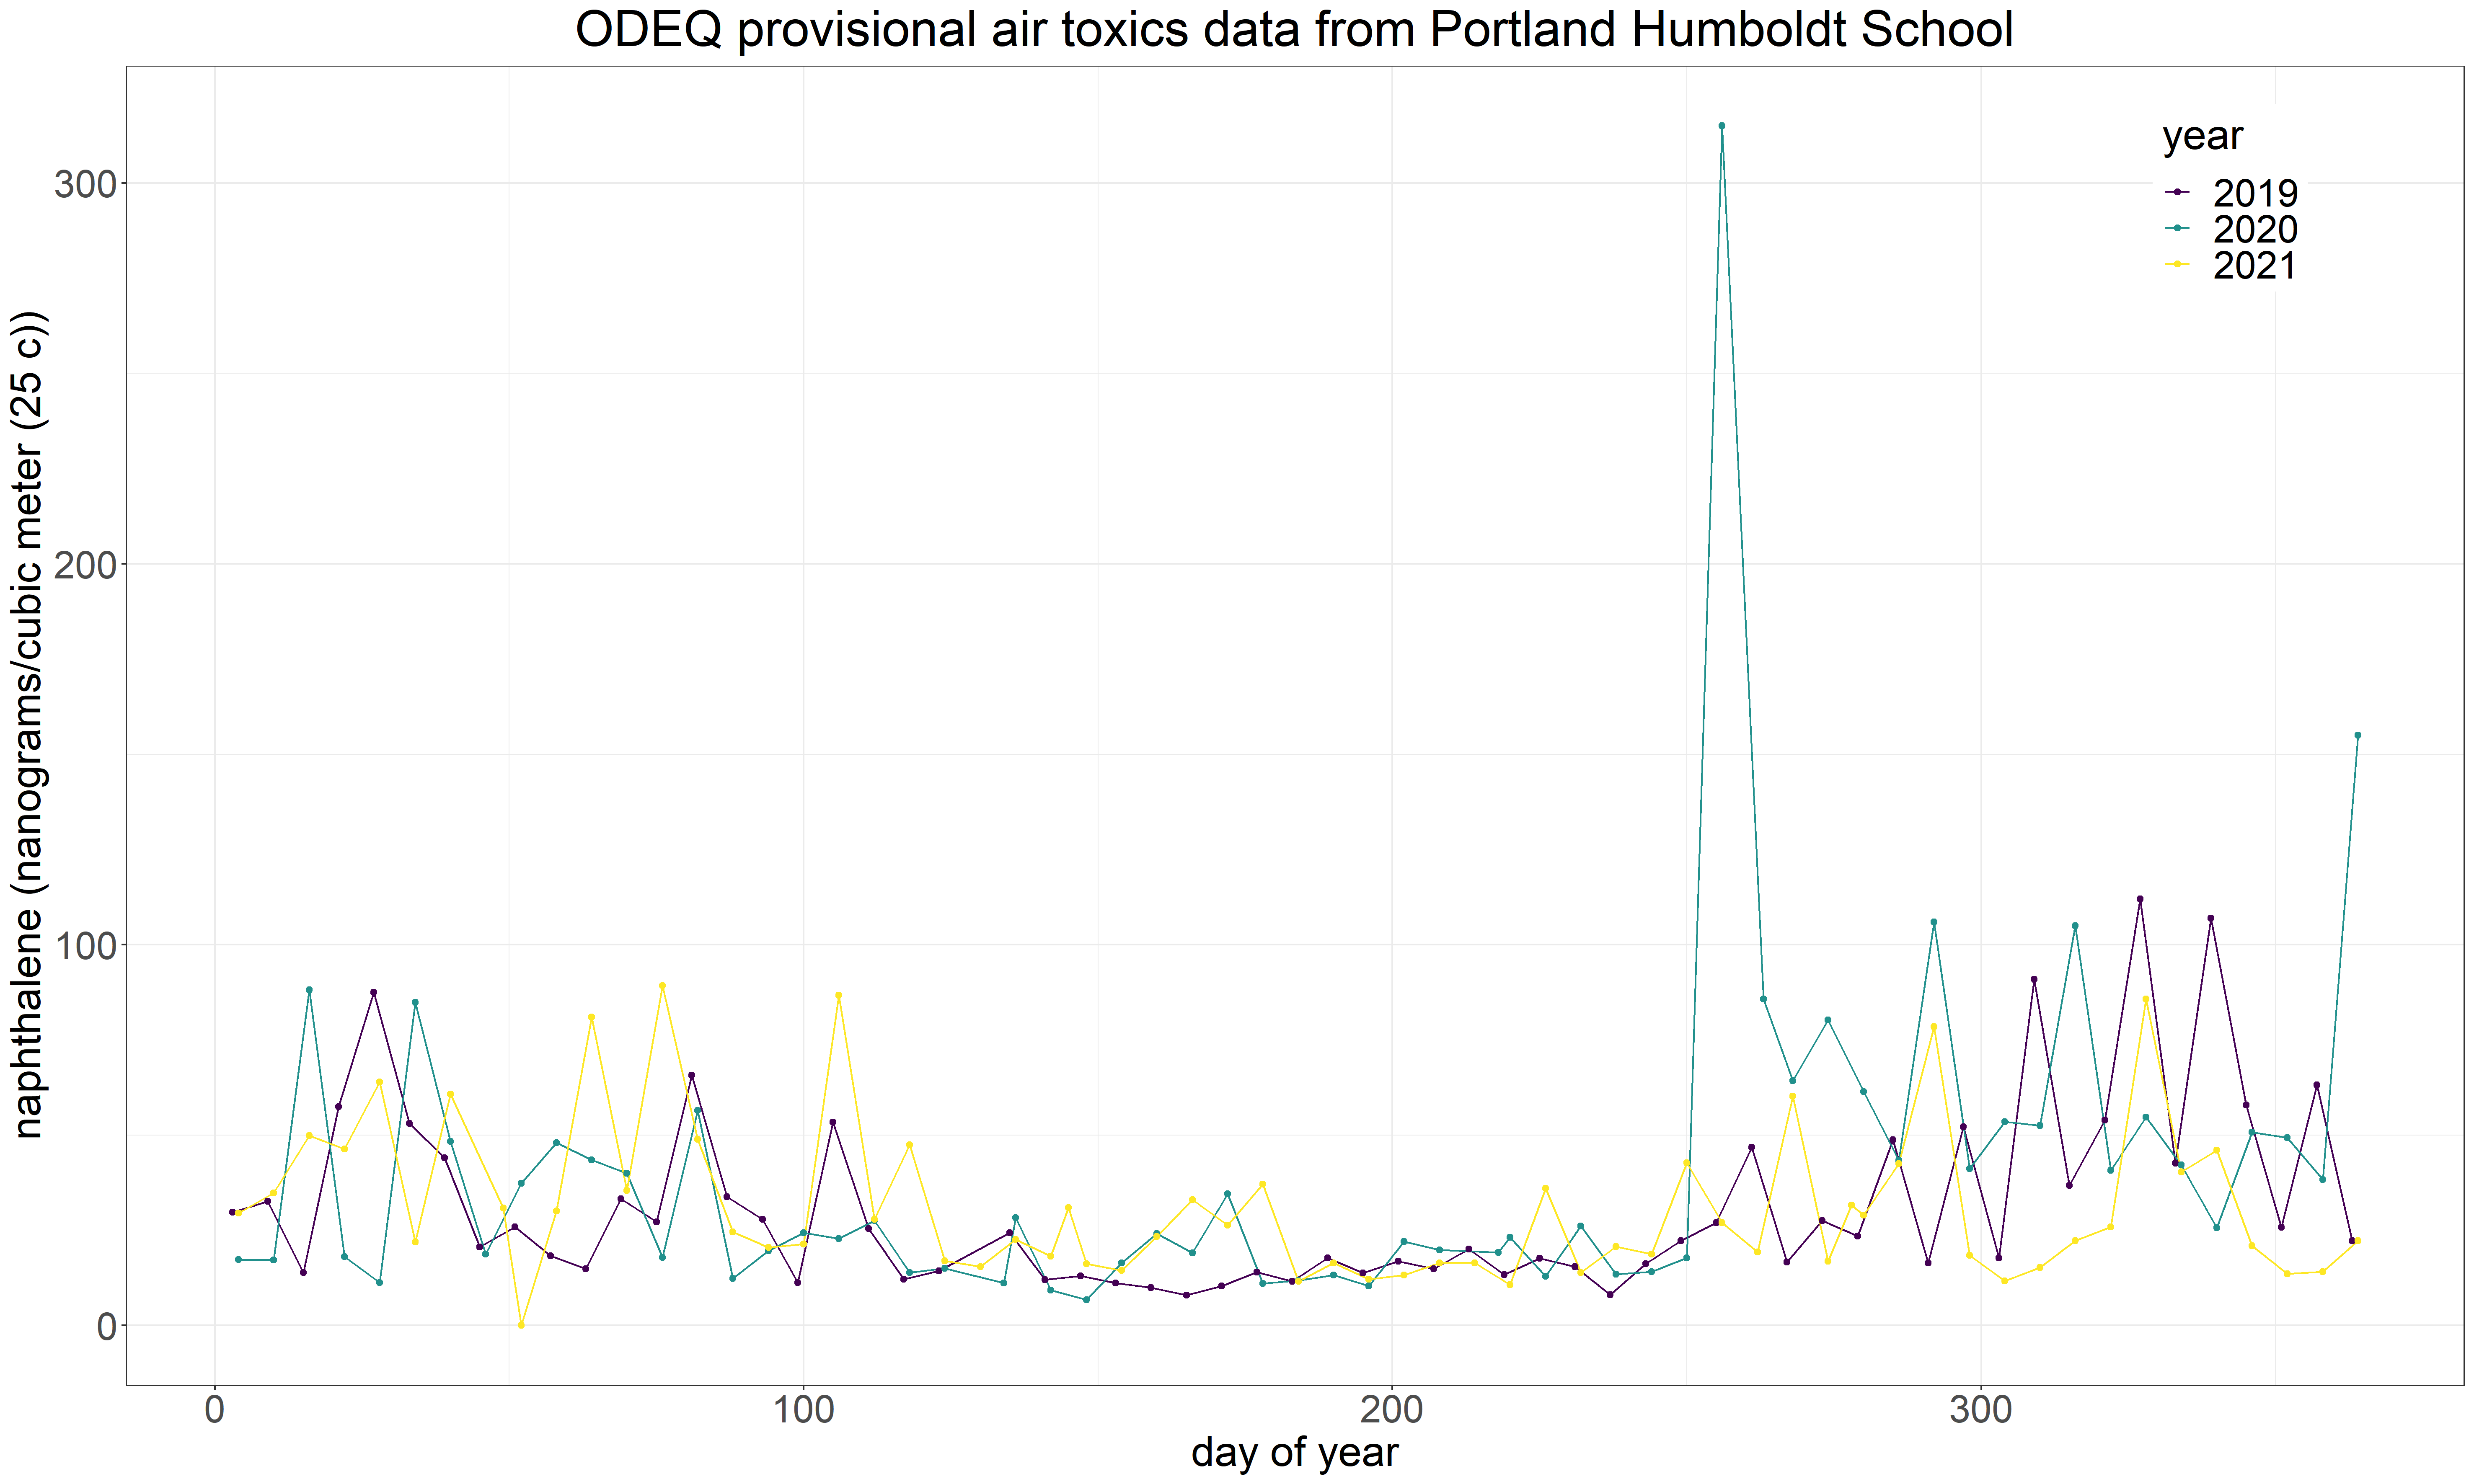 ODEQ provisional air toxics data from Portland Humboldt School
naphthalene (nanograms/cubic meter (25 c))
300
200
100
0
year
2019
2020
2021
0 100 200 300
day of year